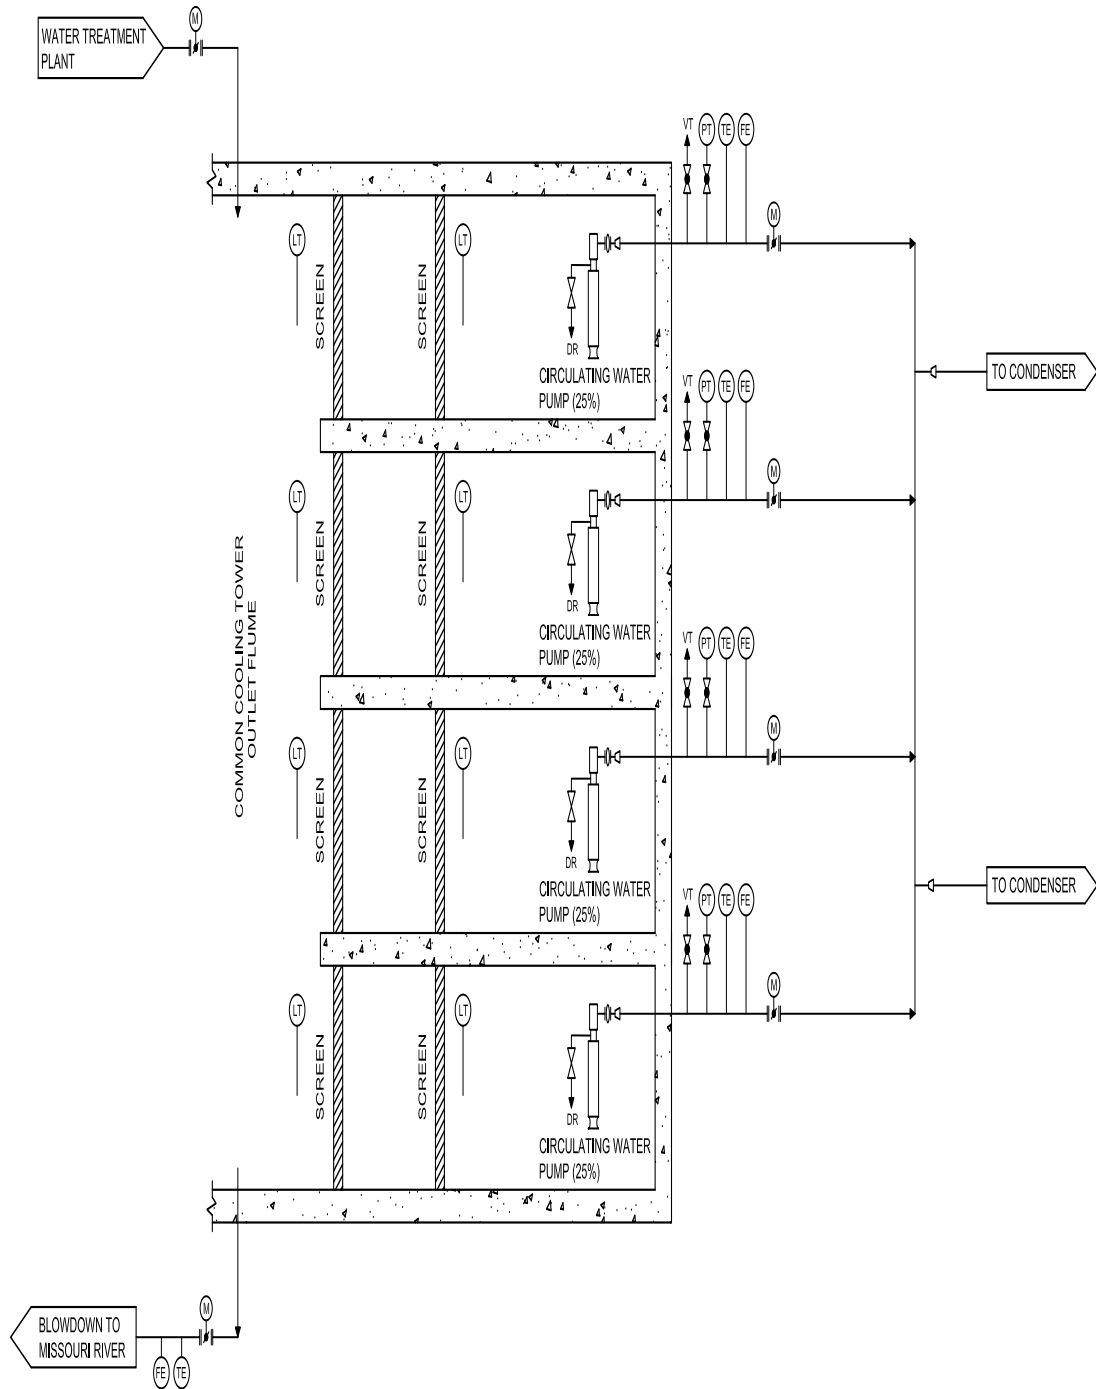 M
WATER TREATMENT
PLANT
VT
PT
TE
FE
M
LT
LT
SCREEN
SCREEN
DR
CIRCULATING WATER
PUMP (25%)
TO CONDENSER
VT
PT
TE
FE
M
LT
LT
SCREEN
SCREEN
DR
CIRCULATING WATER
PUMP (25%)
COMMON COOLING TOWER
OUTLET FLUME
VT
PT
TE
FE
M
LT
LT
SCREEN
SCREEN
DR
CIRCULATING WATER
PUMP (25%)
TO CONDENSER
VT
PT
TE
FE
M
LT
LT
SCREEN
SCREEN
DR
CIRCULATING WATER
PUMP (25%)
M
BLOWDOWN TO
MISSOURI RIVER
FE
TE